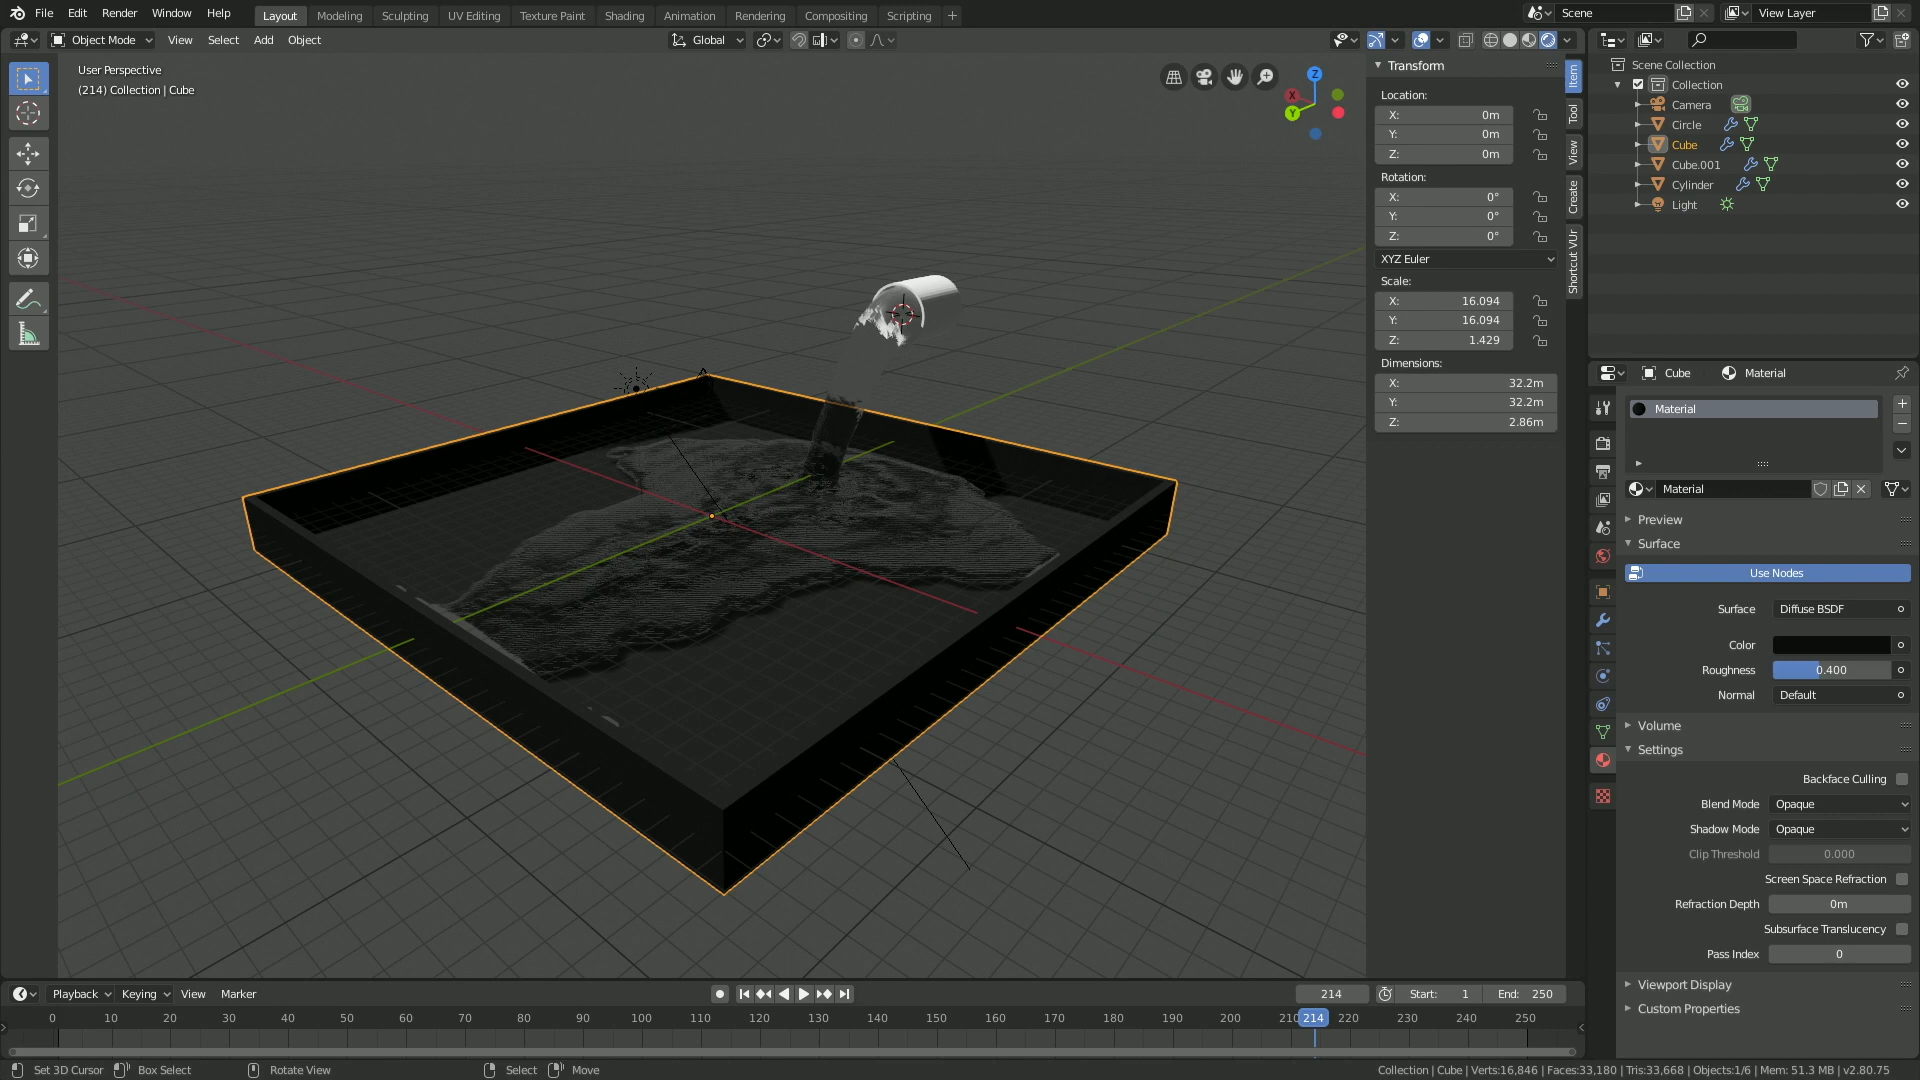 File Edit Render Window Help Layout Modeling Sculpting UV Editing Texture Paint Shading Animation Rendering Compositing Scripting + Scene View Layer
Object Mode View Select Add Object Global
User Perspective
(214) Collection | Cube
Z
X
Y
Transform
Location:
X: 0m
Y: 0m
Z: 0m
Rotation:
X: 0°
Y: 0°
Z: 0°
XYZ Euler
Scale:
X: 16.094
Y: 16.094
Z: 1.429
Dimensions:
X: 32.2m
Y: 32.2m
Z: 2.86m
Item
Tool
View
Create
Shortcut VUr
Scene Collection
Collection
Camera
Circle
Cube
Cube.001
Cylinder
Light
Cube Material
Material
Material
Preview
Surface
Use Nodes
Surface Diffuse BSDF
Color
Roughness 0.400
Normal Default
Volume
Settings
Backface Culling
Blend Mode Opaque
Shadow Mode Opaque
Clip Threshold 0.000
Screen Space Refraction
Refraction Depth 0m
Subsurface Translucency
Pass Index 0
Viewport Display
Custom Properties
Playback Keying View Marker 214 Start: 1 End: 250
0 10 20 30 40 50 60 70 80 90 100 110 120 130 140 150 160 170 180 190 200 210 214 220 230 240 250
Set 3D Cursor Box Select Rotate View Select Move Collection | Cube | Verts:16,846 | Faces:33,180 | Tris:33,668 | Objects:1/6 | Mem: 51.3 MB | v2.80.75